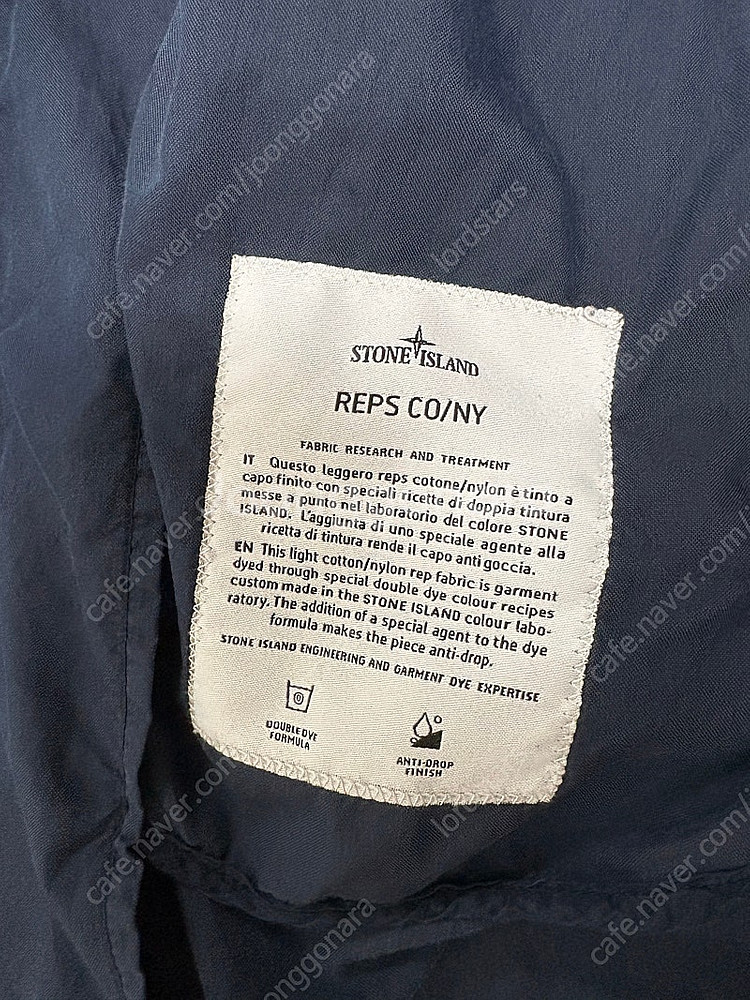 STONE ISLAND
REPS CO/NY
FABRIC RESEARCH AND TREATMENT
IT Questo leggero reps cotone/nylon è tinto a
capo finito con speciali ricette di doppia tintura
messe a punto nel laboratorio del colore STONE
ISLAND. L'aggiunta di uno speciale agente alla
ricetta di tintura rende il capo anti goccia.
EN This light cotton/nylon rep fabric is garment
dyed through special double dye colour recipes
custom made in the STONE ISLAND colour labo-
ratory. The addition of a special agent to the dye
formula makes the piece anti-drop.
STONE ISLAND ENGINEERING AND GARMENT DYE EXPERTISE
DOUBLE DYE
FORMULA
ANTI-DROP
FINISH
cafe.naver.com/joonggonara
lordstars